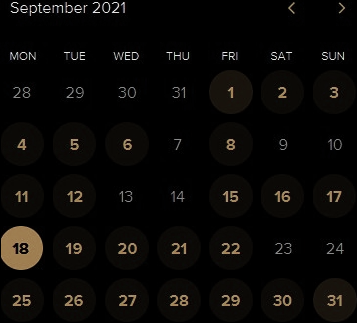 September 2021
MON TUE WED THU FRI SAT SUN
28 29 30 31 1 2 3
4 5 6 7 8 9 10
11 12 13 14 15 16 17
18 19 20 21 22 23 24
25 26 27 28 29 30 31